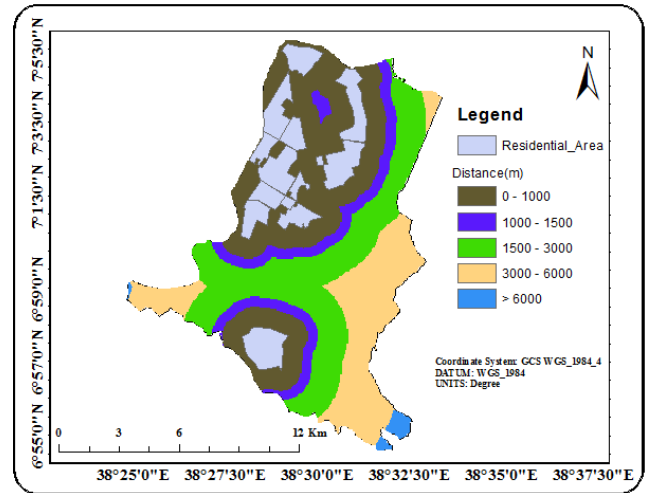 7°5'30"N
7°3'30"N
7°1'30"N
6°59'0"N
6°57'0"N
6°55'0"N
N
Legend
Residential_Area
Distance(m)
0 - 1000
1000 - 1500
1500 - 3000
3000 - 6000
> 6000
Coordinate System: GCS WGS_1984_4
DATUM: WGS_1984
UNITS: Degree
0 3 6 12 Km
38°25'0"E 38°27'30"E 38°30'0"E 38°32'30"E 38°35'0"E 38°37'30"E